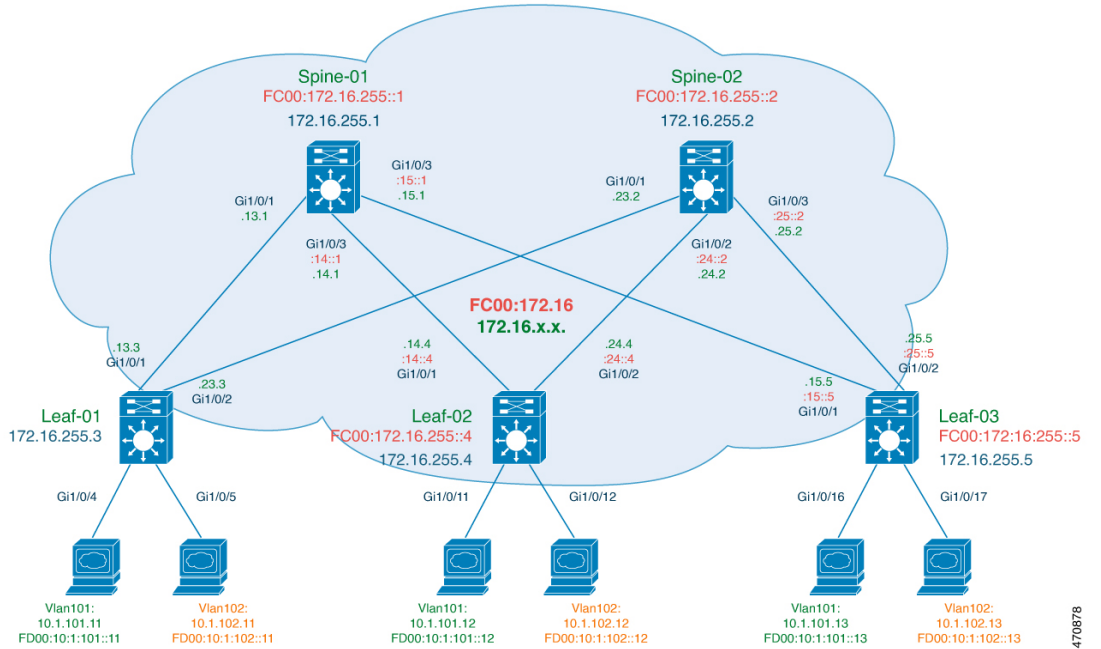 Spine-01
FC00:172.16.255::1
172.16.255.1
Spine-02
FC00:172.16.255::2
172.16.255.2
Gi1/0/1
.13.1
Gi1/0/3
:15::1
.15.1
Gi1/0/3
:14::1
.14.1
Gi1/0/1
.23.2
Gi1/0/3
:25::2
.25.2
Gi1/0/2
:24::2
.24.2
FC00:172.16
172.16.x.x.
.13.3
Gi1/0/1
.23.3
Gi1/0/2
.14.4
:14::4
Gi1/0/1
.24.4
:24::4
Gi1/0/2
.15.5
:15::5
Gi1/0/1
.25.5
:25::5
Gi1/0/2
Leaf-01
172.16.255.3
Leaf-02
FC00:172.16.255::4
172.16.255.4
Leaf-03
FC00:172:16:255::5
172.16.255.5
Gi1/0/4
Gi1/0/5
Gi1/0/11
Gi1/0/12
Gi1/0/16
Gi1/0/17
Vlan101:
10.1.101.11
FD00:10:1:101::11
Vlan102:
10.1.102.11
FD00:10:1:102::11
Vlan101:
10.1.101.12
FD00:10:1:101::12
Vlan102:
10.1.102.12
FD00:10:1:102::12
Vlan101:
10.1.101.13
FD00:10:1:101::13
Vlan102:
10.1.102.13
FD00:10:1:102::13
470878